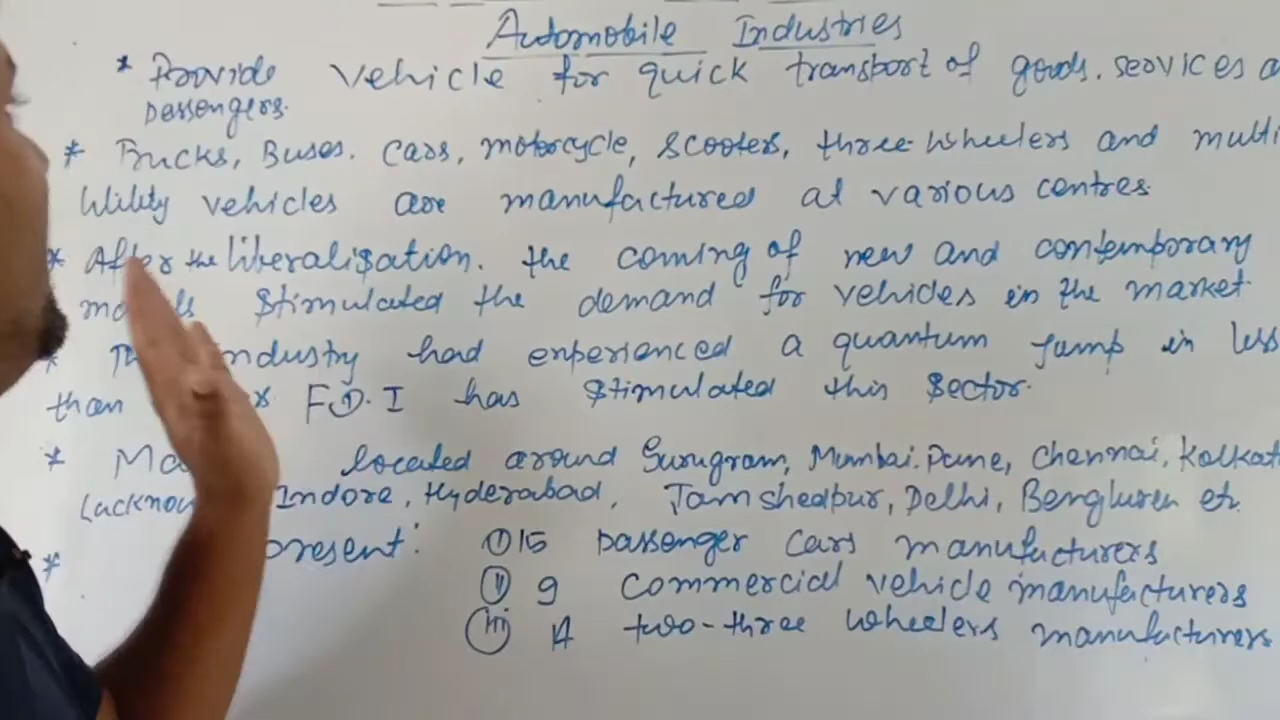 Automobile Industries
* Provide vehicle for quick transport of goods. services a
passengers.
* Trucks, Buses. Cars, motorcycle, Scooters, three-wheelers and multi
Utility vehicles are manufactured at various centres.
* After the liberalisation. the coming of new and contemporary
stimulated the demand for vehicles in the market.
* industry had experienced a quantum jump in less
than F.D.I has stimulated this sector.
* located around Gurugram, Mumbai. Pune, Chennai, Kolkat
Lacknow Indore, Hyderabad, Jamshedpur, Delhi, Bengluru etc.
* present: (i) 15 passenger cars manufacturers
(ii) 9 commercial vehicle manufacturers
(iii) 14 two-three wheelers manufacturers